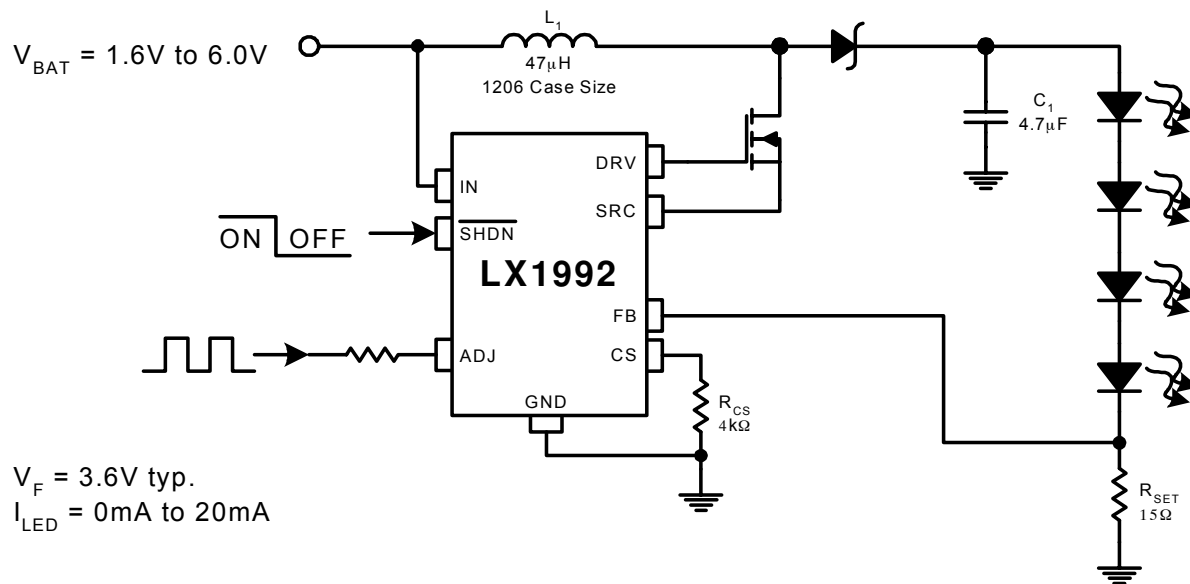 L1
V_BAT = 1.6V to 6.0V
47μH
1206 Case Size
C1
4.7μF
DRV
IN
SRC
ON OFF
SHDN
LX1992
FB
ADJ
CS
GND
R_CS
4kΩ
V_F = 3.6V typ.
I_LED = 0mA to 20mA
R_SET
15Ω